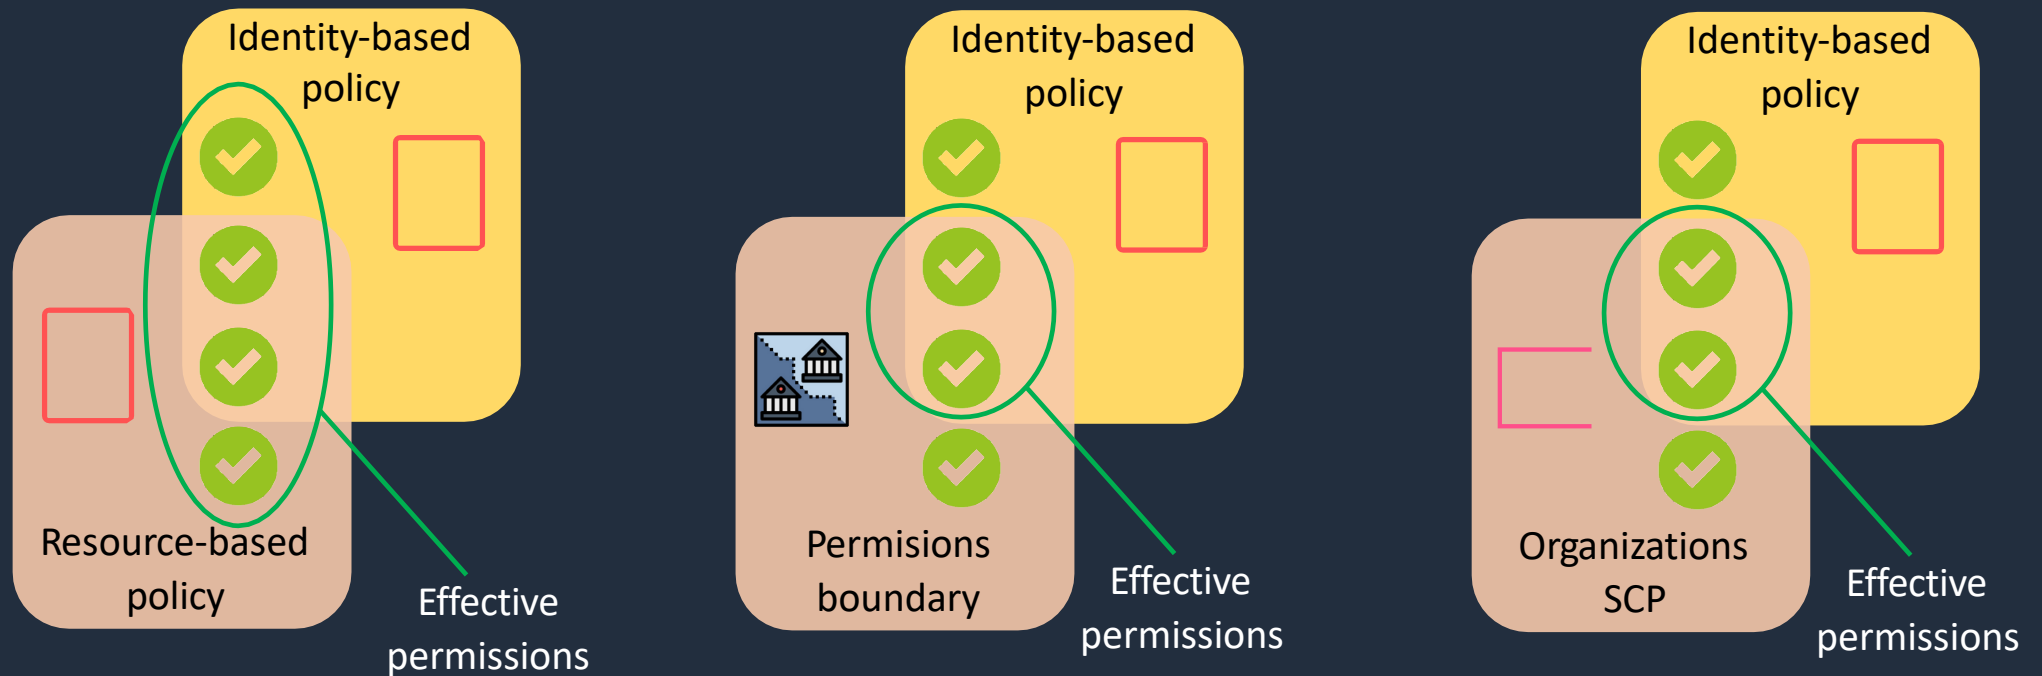 Identity-based
policy
Resource-based
policy
Effective
permissions
Identity-based
policy
Permisions
boundary
Effective
permissions
Identity-based
policy
Organizations
SCP
Effective
permissions